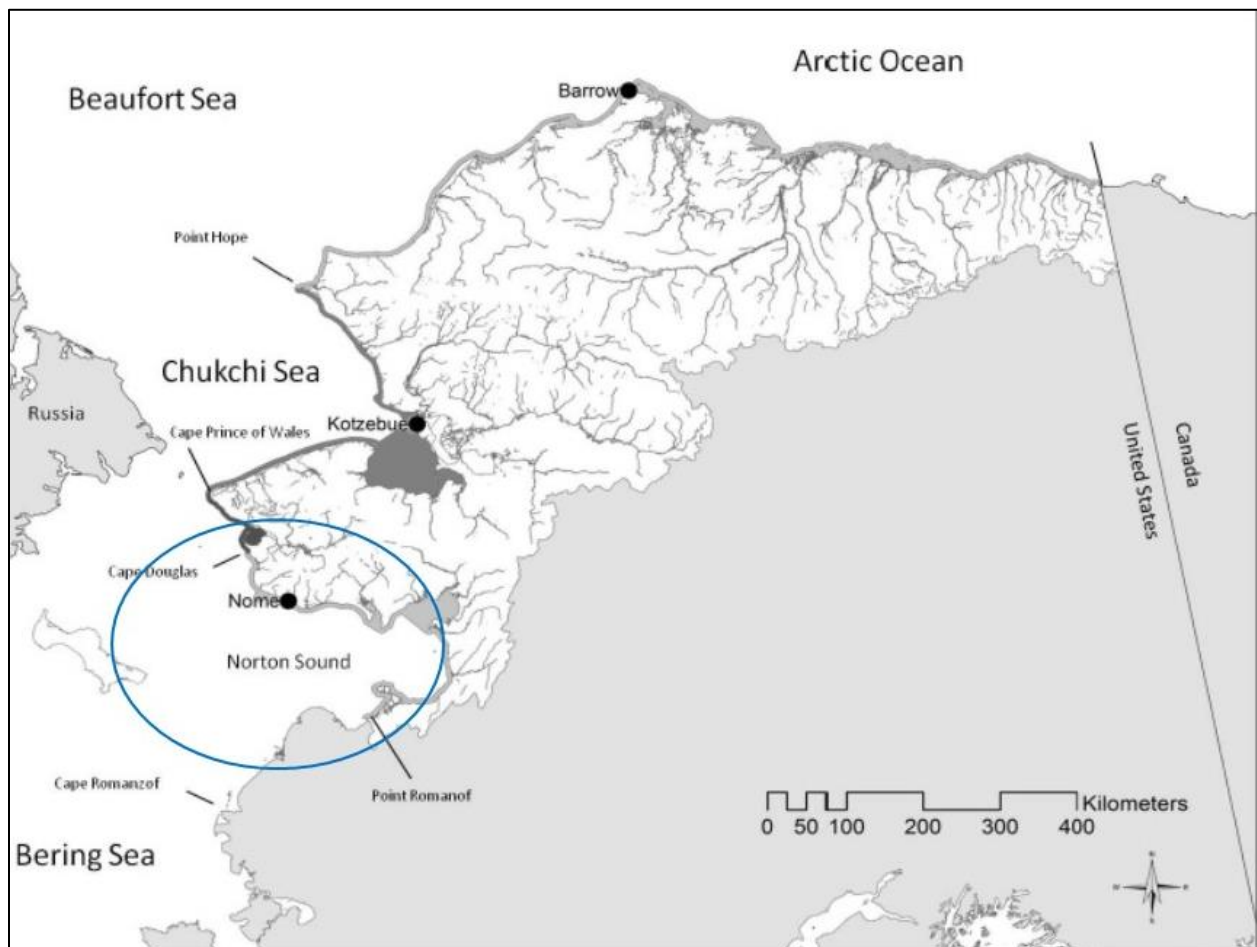 Arctic Ocean
Beaufort Sea
Barrow
Point Hope
Chukchi Sea
Russia
Kotzebue
Cape Prince of Wales
United States
Canada
Cape Douglas
Nome
Norton Sound
Cape Romanzof
Point Romanof
Kilometers
0 50 100 200 300 400
Bering Sea
N
W
E
S